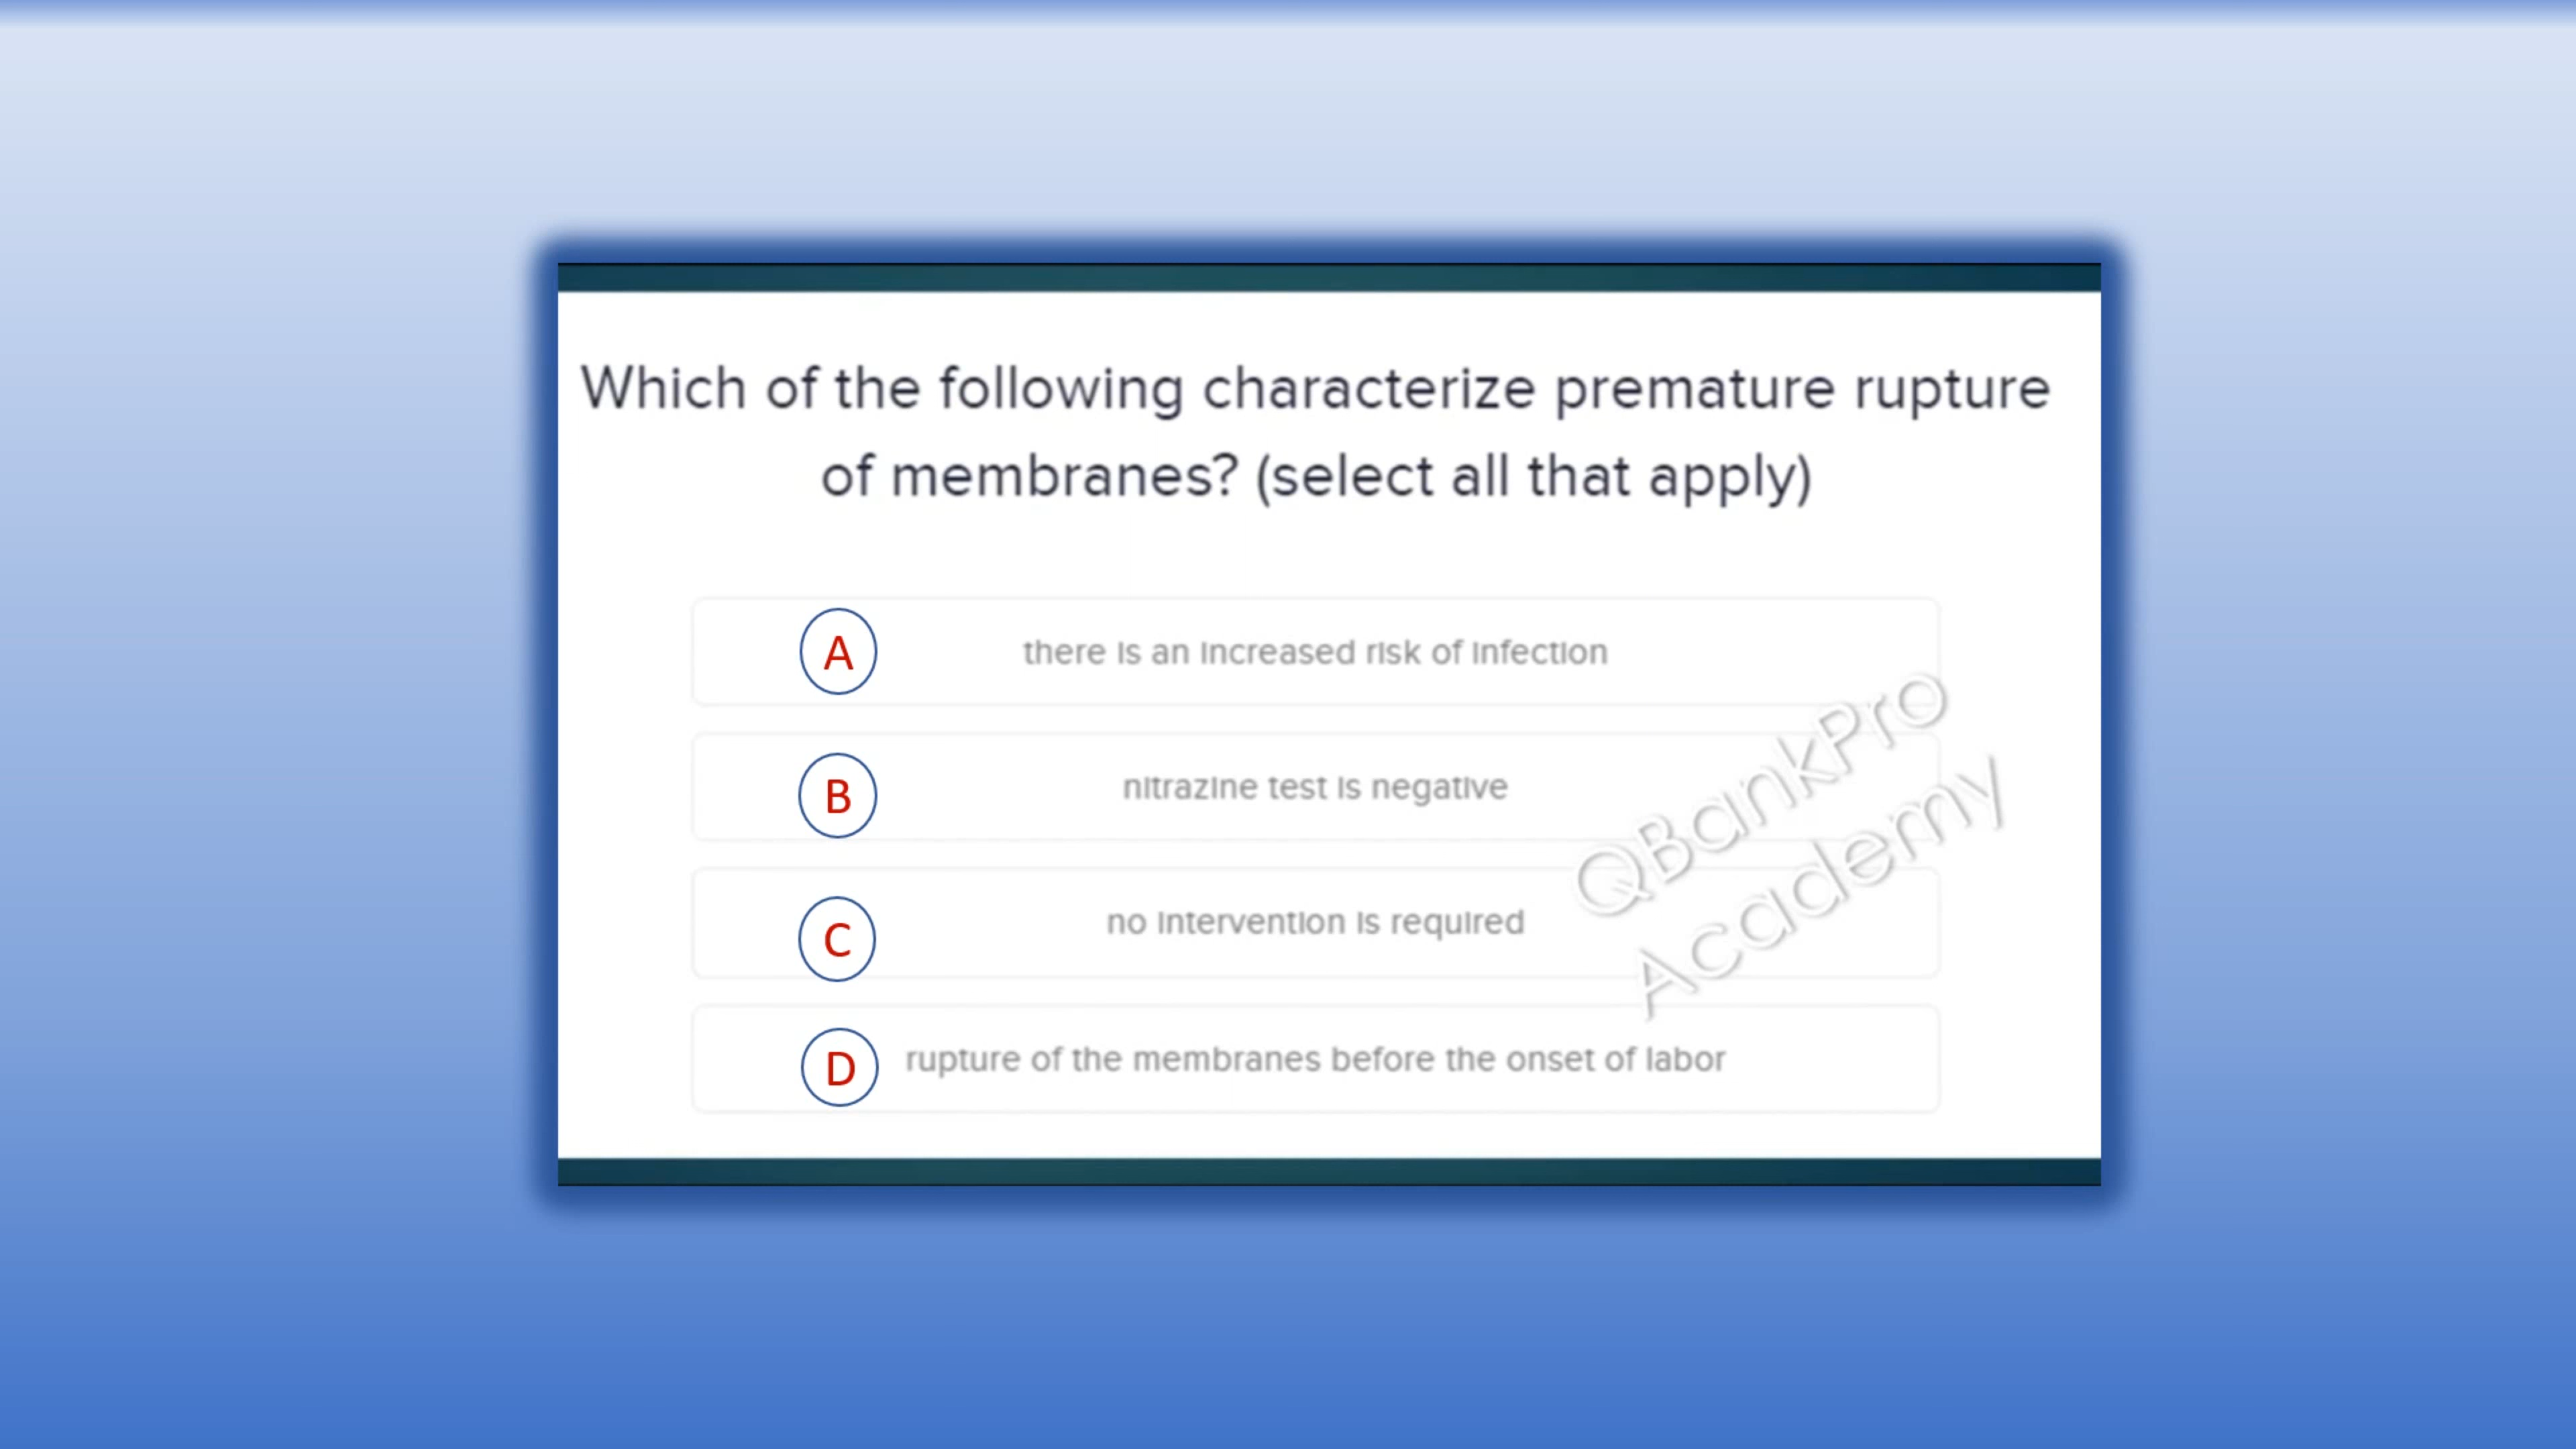 Which of the following characterize premature rupture
of membranes? (select all that apply)
A there is an increased risk of infection
B nitrazine test is negative
C no intervention is required
D rupture of the membranes before the onset of labor
QBankPro
Academy